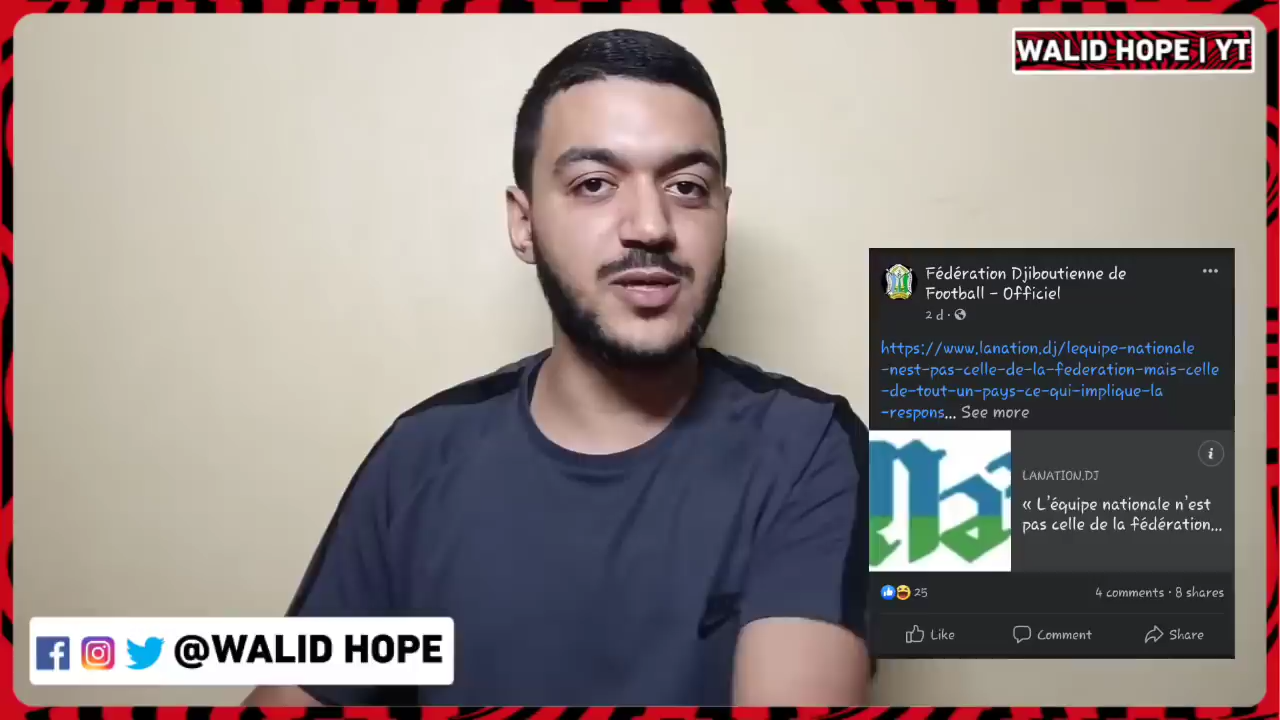 WALID HOPE | YT
Fédération Djiboutienne de
Football - Officiel
2 d ·
https://www.lanation.dj/lequipe-nationale
-nest-pas-celle-de-la-federation-mais-celle
-de-tout-un-pays-ce-qui-implique-la
-respons... See more
LANATION.DJ
« L'équipe nationale n'est
pas celle de la fédération...
25
4 comments · 8 shares
Like
Comment
Share
@WALID HOPE